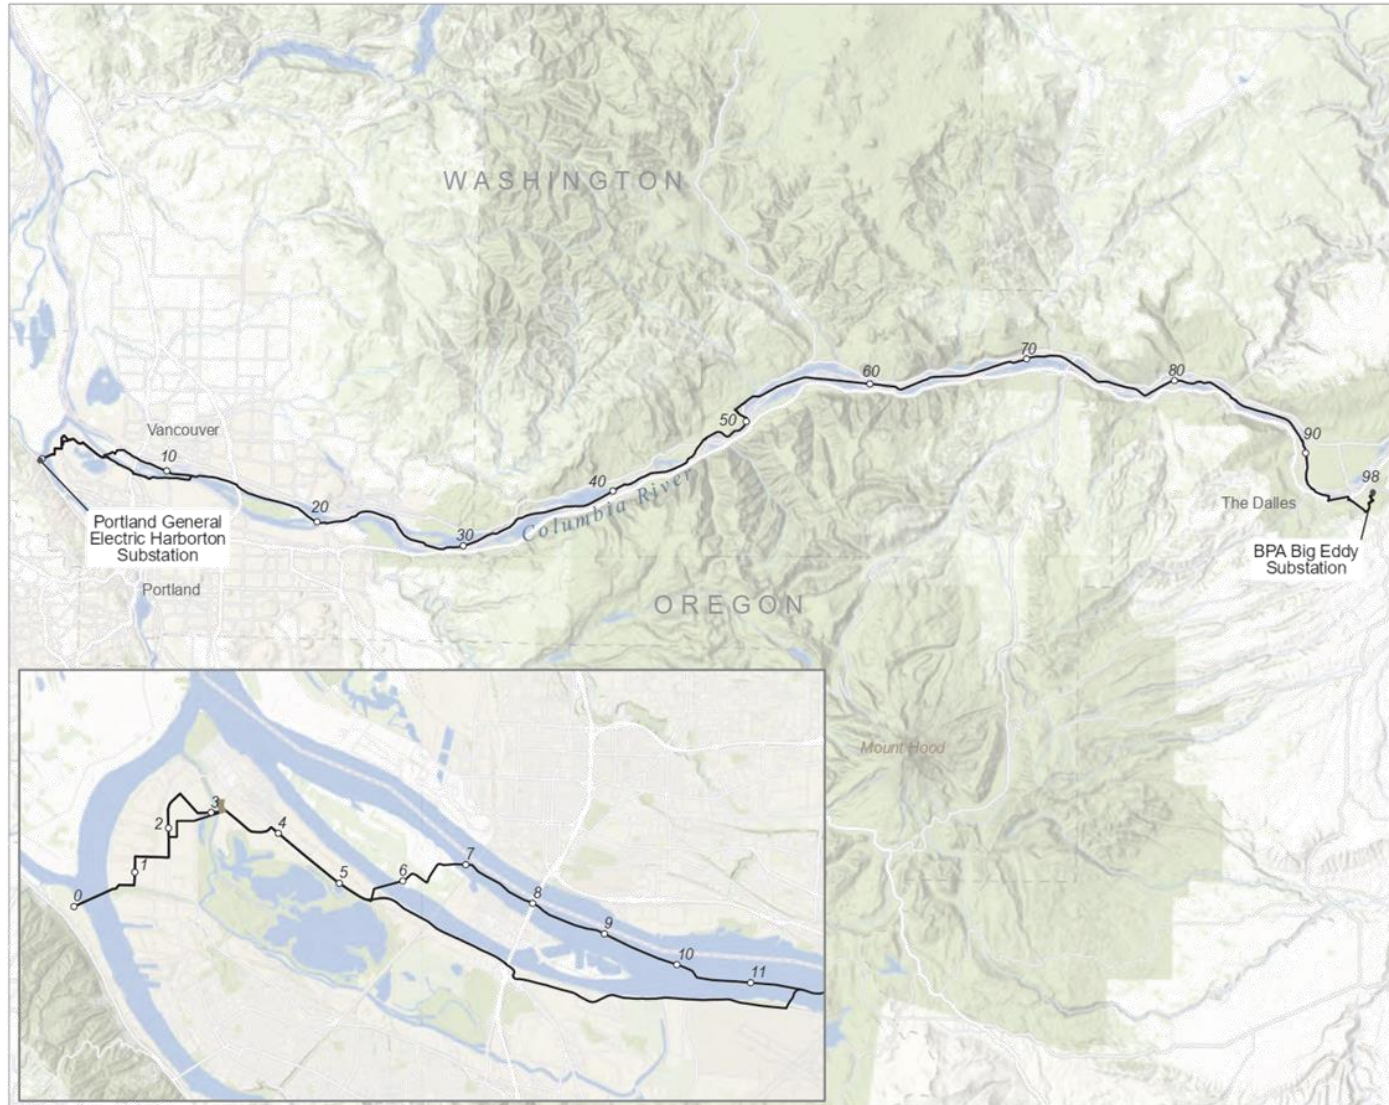 WASHINGTON
70
60
80
50
Vancouver
90
10
40
98
Columbia River
20
The Dalles
30
Portland General
Electric Harborton
Substation
BPA Big Eddy
Substation
Portland
OREGON
Mount Hood
3
2
4
7
1
5
6
0
8
9
10
11